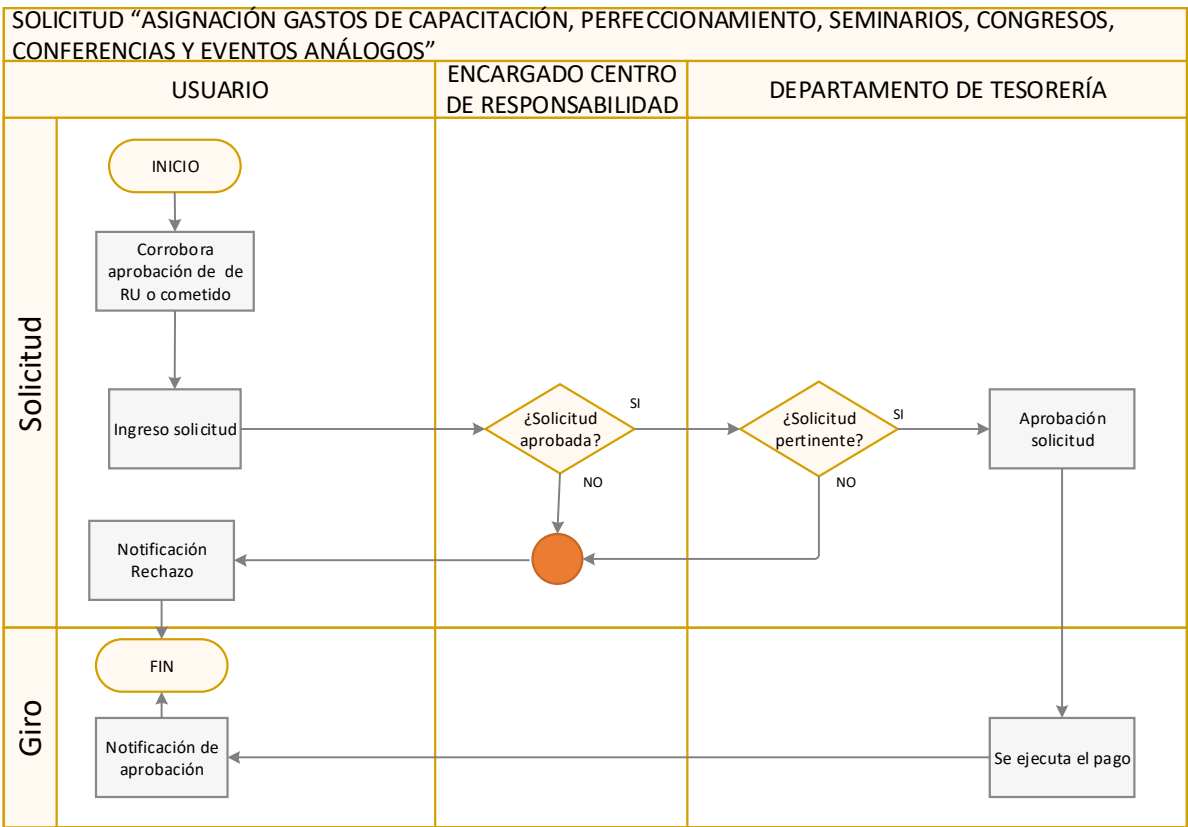 SOLICITUD “ASIGNACIÓN GASTOS DE CAPACITACIÓN, PERFECCIONAMIENTO, SEMINARIOS, CONGRESOS,
CONFERENCIAS Y EVENTOS ANÁLOGOS”
USUARIO
ENCARGADO CENTRO
DE RESPONSABILIDAD
DEPARTAMENTO DE TESORERÍA
Solicitud
INICIO
Corrobora
aprobación de de
RU o cometido
Ingreso solicitud
¿Solicitud
aprobada?
SI
NO
¿Solicitud
pertinente?
SI
NO
Aprobación
solicitud
Notificación
Rechazo
Giro
FIN
Notificación de
aprobación
Se ejecuta el pago